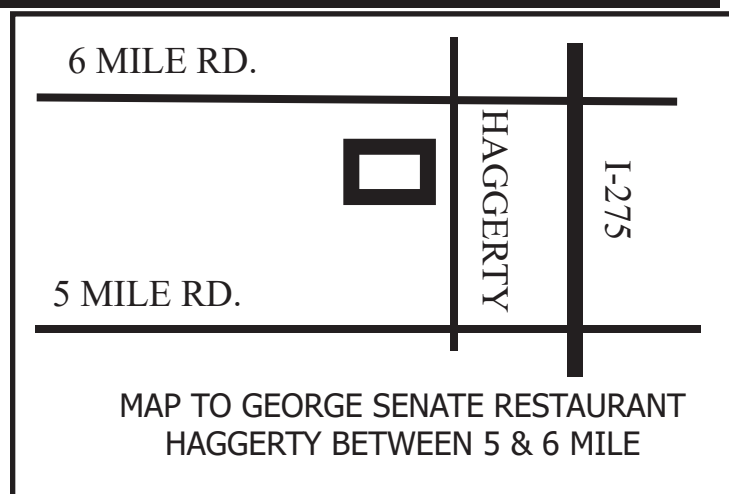 6 MILE RD.
HAGGERTY
I-275
5 MILE RD.
MAP TO GEORGE SENATE RESTAURANT
HAGGERTY BETWEEN 5 & 6 MILE